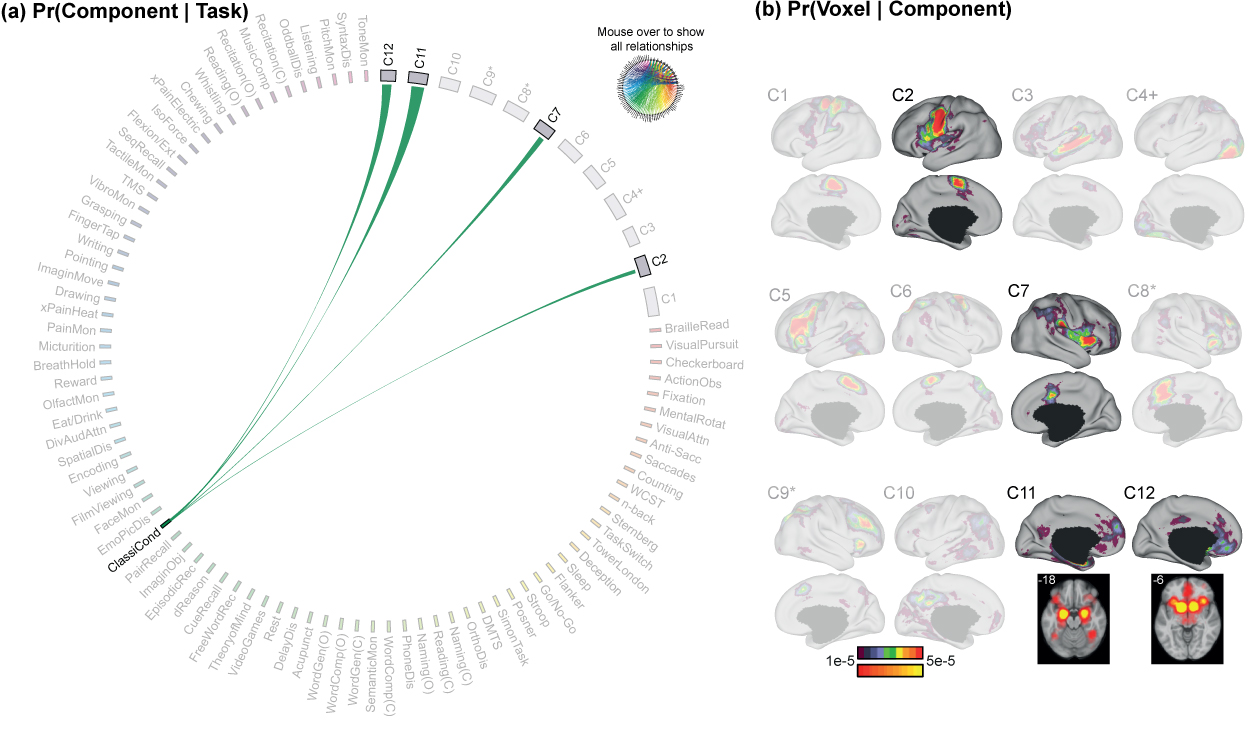 (a) Pr(Component | Task)
Mouse over to show
all relationships
ToneMon
SyntaxDis
PitchMon
Listening
OddballDis
Recitation(C)
MusicComp
Recitation(O)
Reading(O)
Whistling
Chewing
xPainElectric
IsoForce
Flexion/Ext
SeqRecall
TactileMon
TMS
VibroMon
Grasping
FingerTap
Writing
Pointing
ImaginMove
Drawing
xPainHeat
PainMon
Micturition
BreathHold
Reward
OlfactMon
Eat/Drink
DivAudAttn
SpatialDis
Encoding
Viewing
FilmViewing
FaceMon
EmoPicDis
ClassiCond
PairRecall
ImaginObj
EpisodicRec
dReason
CueRecall
FreeWordRec
TheoryofMind
VideoGames
Rest
DelayDis
Acupunct
WordGen(O)
WordComp(O)
WordGen(C)
SemanticMon
WordComp(C)
PhoneDis
Naming(O)
Reading(C)
Naming(C)
OrthoDis
DMTS
SimonTask
Posner
Stroop
Go/No-Go
Flanker
Sleep
Deception
TowerLondon
TaskSwitch
Sternberg
n-back
WCST
Counting
Saccades
Anti-Sacc
VisualAttn
MentalRotat
Fixation
ActionObs
Checkerboard
VisualPursuit
BrailleRead
C1
C2
C3
C4+
C5
C6
C7
C8*
C9*
C10
C11
C12
(b) Pr(Voxel | Component)
C1
C2
C3
C4+
C5
C6
C7
C8*
C9*
C10
C11
C12
-18
-6
1e-5
5e-5